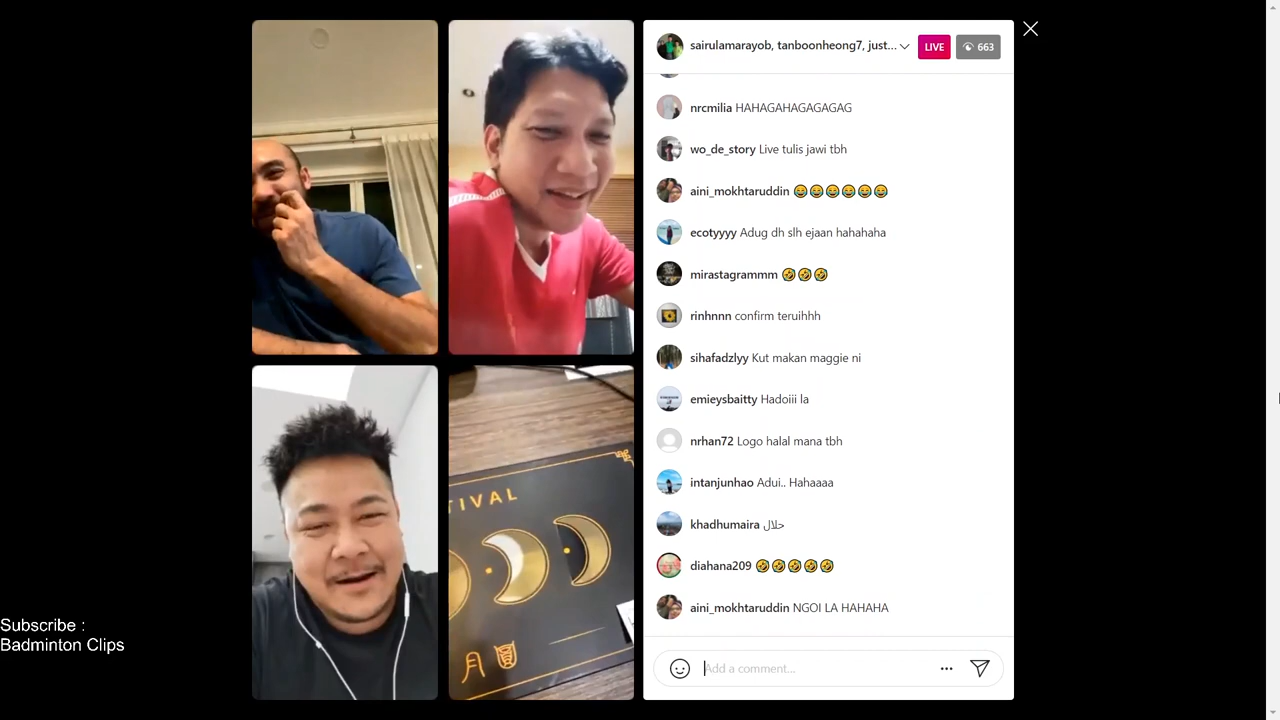 sairulamarayob, tanboonheong7, just...
LIVE
663
nrcmilia HAHAGAHAGAGAGAG
wo_de_story Live tulis jawi tbh
aini_mokhtaruddin 😂😂😂😂😂😂
ecotyyyy Adug dh slh ejaan hahahaha
mirastagrammm 🤣🤣🤣
rinhnnn confirm teruihhh
sihafadzlyy Kut makan maggie ni
emieysbaitty Hadoiii la
nrhan72 Logo halal mana tbh
intanjunhao Adui.. Hahaaaa
khadhumaira حلال
diahana209 🤣🤣🤣🤣🤣
aini_mokhtaruddin NGOI LA HAHAHA
Add a comment...
TIVAL
月圓
Subscribe :
Badminton Clips